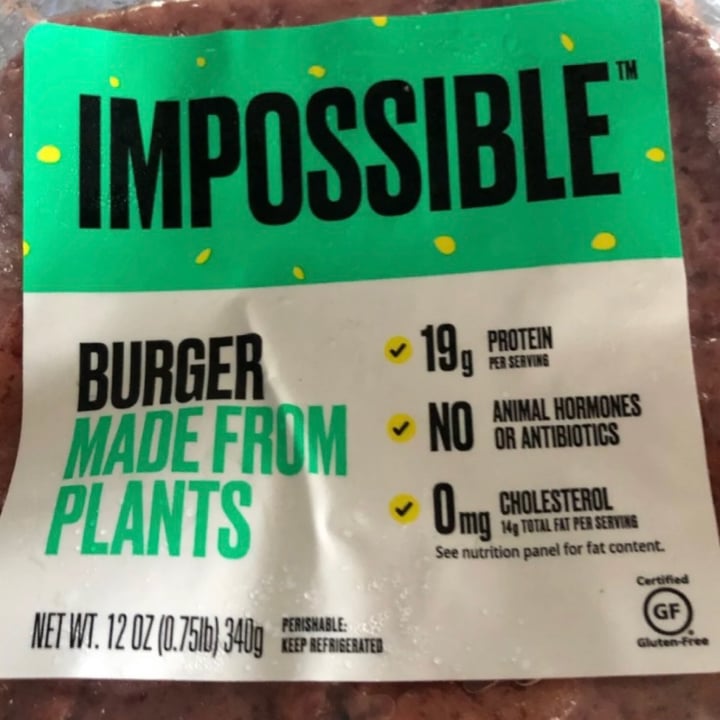 IMPOSSIBLE™
BURGER
MADE FROM
PLANTS
19g PROTEIN
PER SERVING
NO ANIMAL HORMONES
OR ANTIBIOTICS
0mg CHOLESTEROL
14g TOTAL FAT PER SERVING
See nutrition panel for fat content.
NET WT. 12 OZ (0.75lb) 340g
PERISHABLE:
KEEP REFRIGERATED
Certified
GF
Gluten-Free